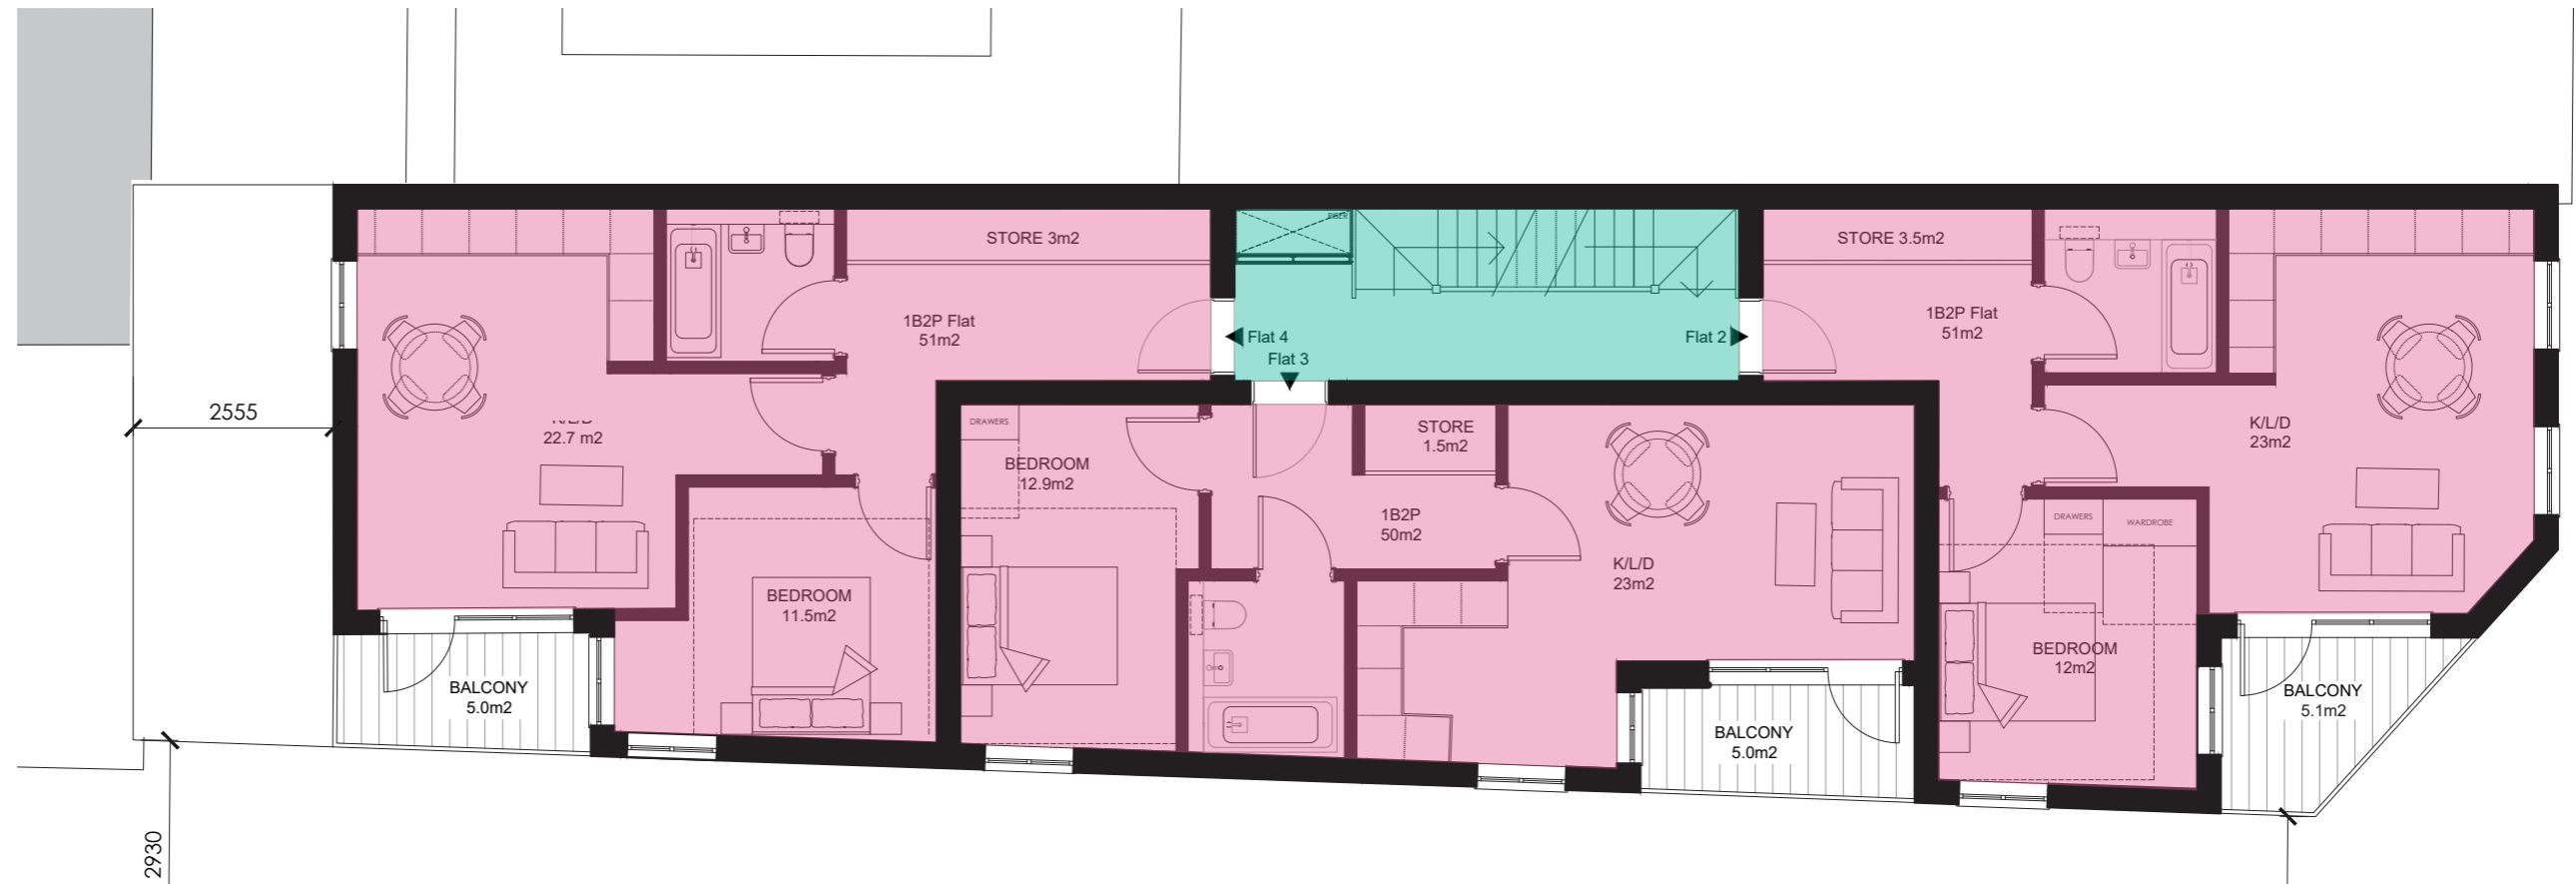 STORE 3m2
RISER
STORE 3.5m2
1B2P Flat
51m2
Flat 4
Flat 3
Flat 2
1B2P Flat
51m2
2555
22.7 m2
DRAWERS
BEDROOM
12.9m2
STORE
1.5m2
1B2P
50m2
K/L/D
23m2
K/L/D
23m2
DRAWERS
WARDROBE
BEDROOM
11.5m2
BEDROOM
12m2
BALCONY
5.0m2
BALCONY
5.0m2
BALCONY
5.1m2
2930